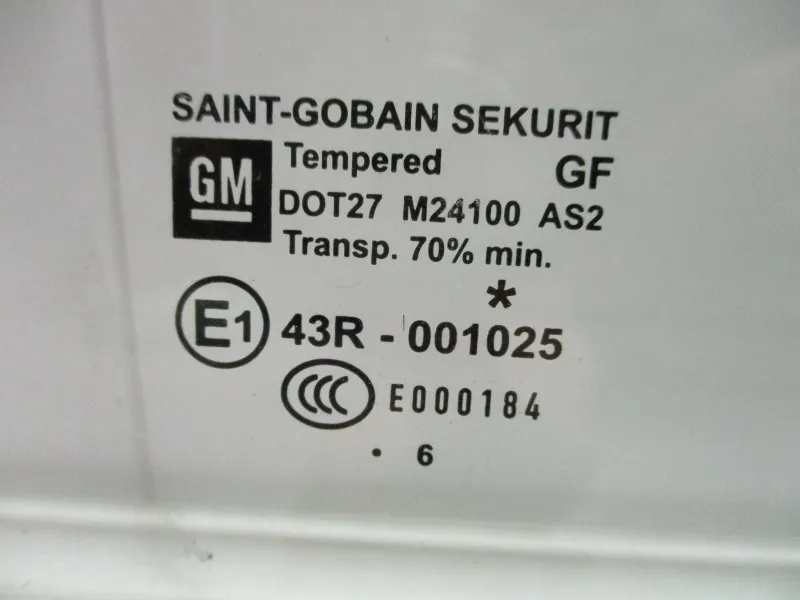 SAINT-GOBAIN SEKURIT
GM Tempered GF
DOT27 M24100 AS2
Transp. 70% min.
*
E1 43R - 001025
CCC E000184
. 6